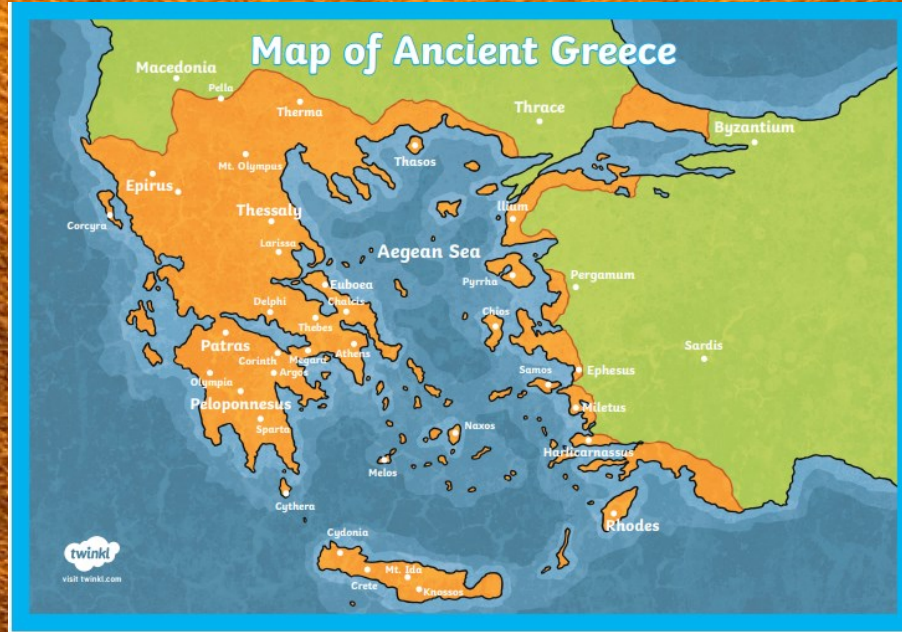 Map of Ancient Greece
Macedonia
Pella
Therma
Thrace
Byzantium
Thasos
Mt. Olympus
Epirus
Illum
Thessaly
Corcyra
Larissa
Aegean Sea
Pyrrha
Pergamum
Euboea
Delphi
Chalcis
Chios
Thebes
Patras
Corinth
Megara
Athens
Sardis
Argos
Samos
Ephesus
Olympia
Peloponnesus
Miletus
Sparta
Naxos
Harlicarnassus
Melos
Cythera
Rhodes
Cydonia
twinkl
visit twinkl.com
Mt. Ida
Crete
Knossos